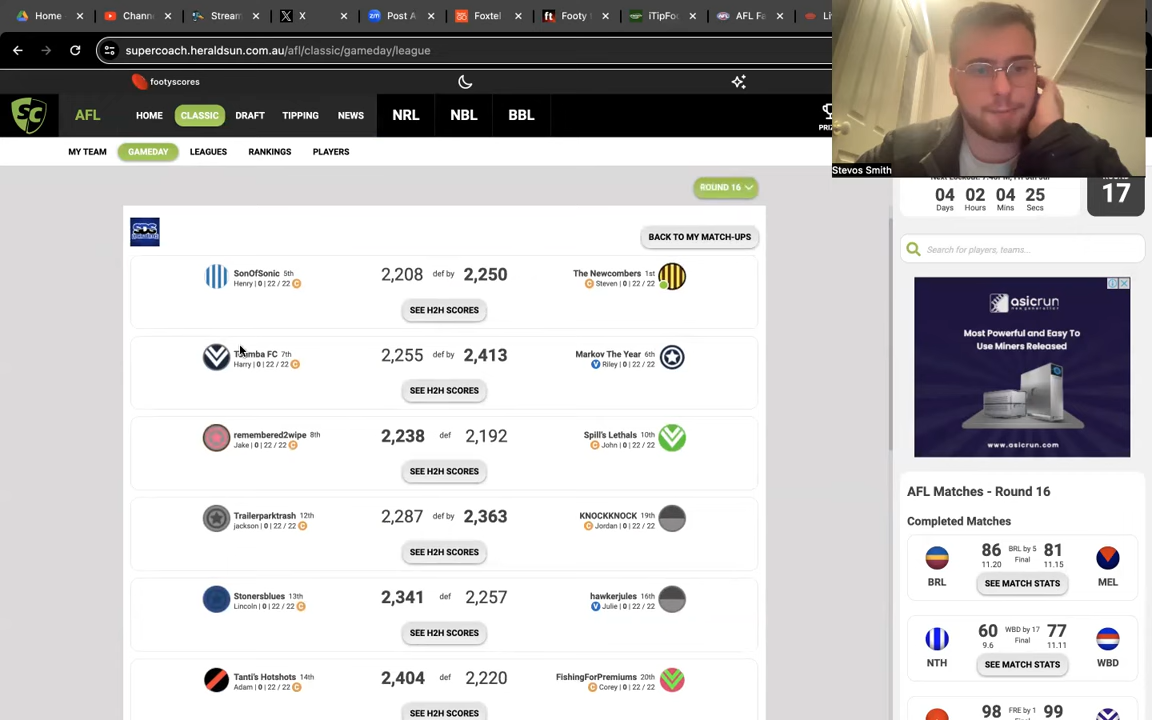 Home
Chann
Stream
X
Post A
Foxtel
Footy
iTipFo
AFL Fa
Liv
supercoach.heraldsun.com.au/afl/classic/gameday/league
footyscores
SC AFL HOME CLASSIC DRAFT TIPPING NEWS NRL NBL BBL
PRIZ
MY TEAM GAMEDAY LEAGUES RANKINGS PLAYERS
Stevos Smith
ROUND 16
BACK TO MY MATCH-UPS
SonOfSonic 5th 2,208 def by 2,250 The Newcombers 1st
Henry | 0 | 22 / 22 C C Steven | 0 | 22 / 22
SEE H2H SCORES
FC 7th 2,255 def by 2,413 Markov The Year 6th
Harry | 0 | 22 / 22 C V Riley | 0 | 22 / 22
SEE H2H SCORES
remembered2wipe 8th 2,238 def 2,192 Spill's Lethals 10th
Jake | 0 | 22 / 22 C C John | 0 | 22 / 22
SEE H2H SCORES
Trailerparktrash 12th 2,287 def by 2,363 KNOCKKNOCK 19th
jackson | 0 | 22 / 22 C C Jordan | 0 | 22 / 22
SEE H2H SCORES
Stonersblues 13th 2,341 def 2,257 hawkerjules 16th
Lincoln | 0 | 22 / 22 C V Julie | 0 | 22 / 22
SEE H2H SCORES
Tanti's Hotshots 14th 2,404 def 2,220 FishingForPremiums 20th
Adam | 0 | 22 / 22 C C Corey | 0 | 22 / 22
SEE H2H SCORES
04 02 04 25
Days Hours Mins Secs
17
Search for players, teams...
asicrun
Most Powerful and Easy To
Use Miners Released
www.asicrun.com
AFL Matches - Round 16
Completed Matches
86 BRL by 5 81
11.20 Final 11.15
BRL SEE MATCH STATS MEL
60 WBD by 17 77
9.6 Final 11.11
NTH SEE MATCH STATS WBD
98 FRE by 1 99